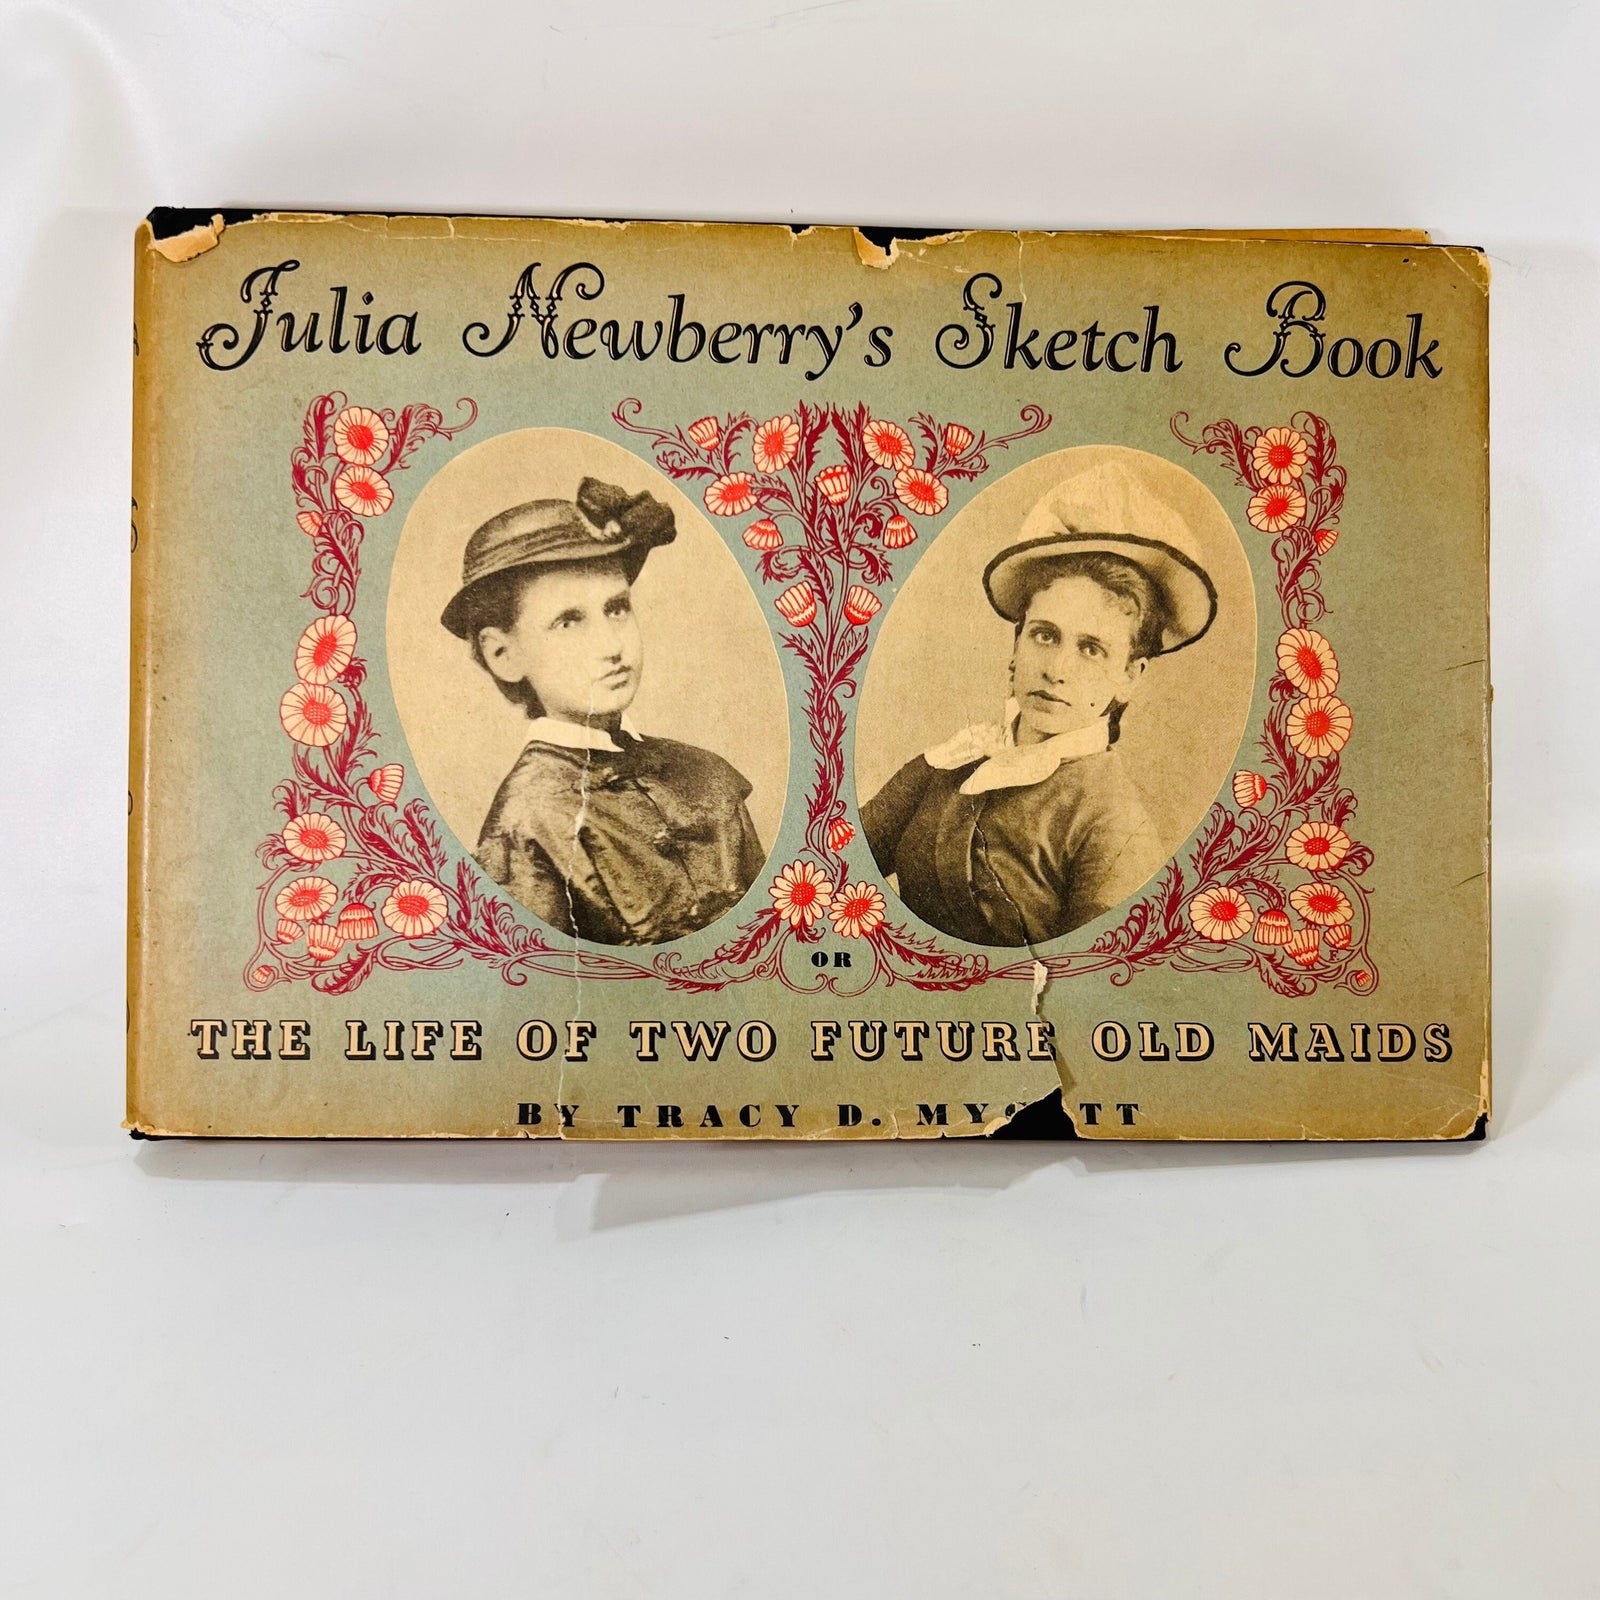 Julia Newberry's Sketch Book
OR
THE LIFE OF TWO FUTURE OLD MAIDS
BY TRACY D.